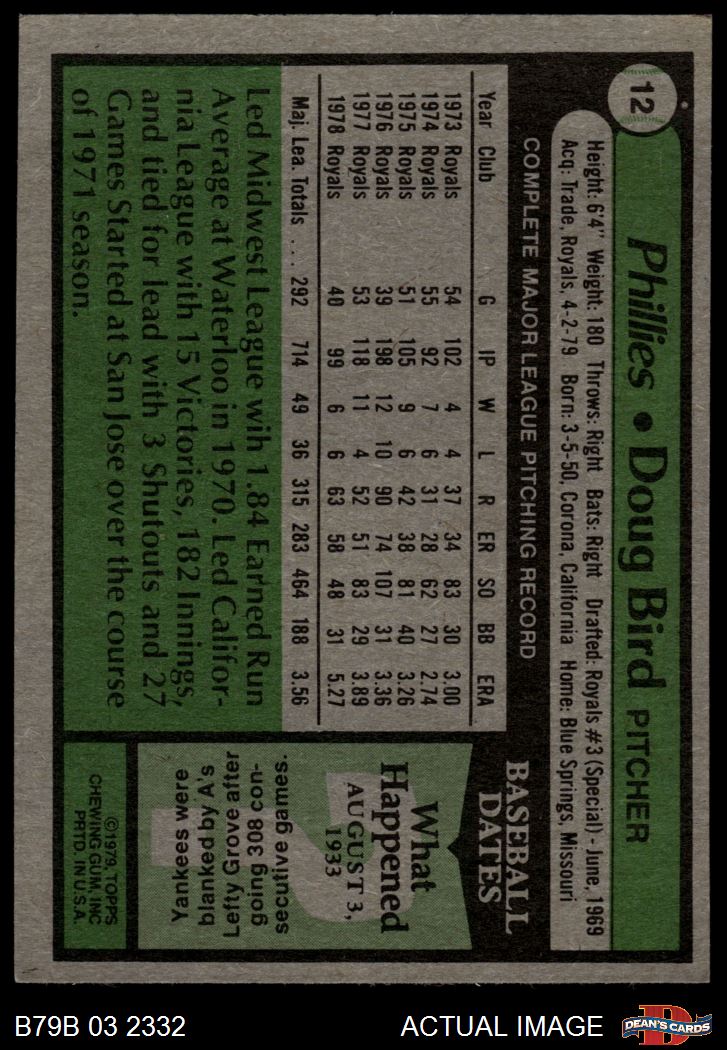 12
Phillies • Doug Bird PITCHER
Height: 6'4" Weight: 180 Throws: Right Bats: Right Drafted: Royals #3 (Special) - June, 1969
Acq: Trade, Royals, 4-2-79 Born: 3-5-50, Corona, California Home: Blue Springs, Missouri
COMPLETE MAJOR LEAGUE PITCHING RECORD
Year Club G IP W L R ER SO BB ERA
1973 Royals 54 102 4 4 37 34 83 30 3.00
1974 Royals 55 92 7 6 31 28 62 27 2.74
1975 Royals 51 105 9 6 42 38 81 40 3.26
1976 Royals 39 198 12 10 90 74 107 31 3.36
1977 Royals 53 118 11 4 52 51 83 29 3.89
1978 Royals 40 99 6 6 63 58 48 31 5.27
Maj. Lea. Totals . . . 292 714 49 36 315 283 464 188 3.56
Led Midwest League wih 1.84 Earned Run
Average at Waterloo in 1970. Led Califor-
nia League with 15 Victories, 182 Innings,
and tied for lead with 3 Shutouts and 27
Games Started at San Jose over the course
of 1971 season.
BASEBALL
DATES
What
Happened
AUGUST 3,
1933
Yankees were
blanked by A's
Lefty Grove after
going 308 con-
secutive games.
©1979, TOPPS
CHEWING GUM, INC
PRTD. IN U.S.A.
B79B 03 2332
ACTUAL IMAGE
D
DEAN'S CARDS